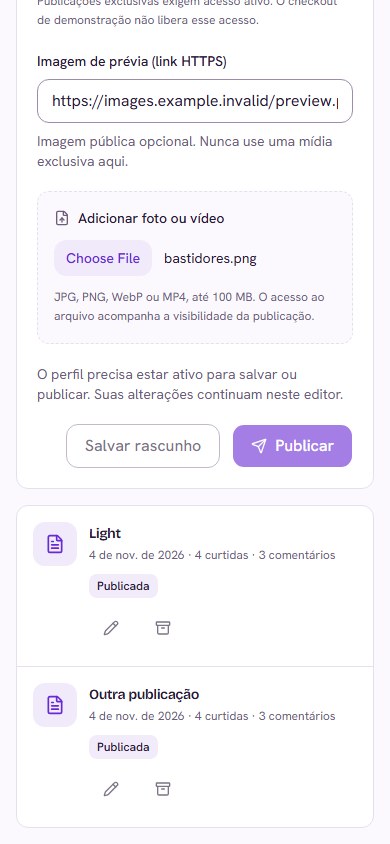 Publicações exclusivas exigem acesso ativo. O checkout
de demonstração não libera esse acesso.
Imagem de prévia (link HTTPS)
https://images.example.invalid/preview.p
Imagem pública opcional. Nunca use uma mídia
exclusiva aqui.
Adicionar foto ou vídeo
Choose File bastidores.png
JPG, PNG, WebP ou MP4, até 100 MB. O acesso ao
arquivo acompanha a visibilidade da publicação.
O perfil precisa estar ativo para salvar ou
publicar. Suas alterações continuam neste editor.
Salvar rascunho Publicar
Light
4 de nov. de 2026 · 4 curtidas · 3 comentários
Publicada
Outra publicação
4 de nov. de 2026 · 4 curtidas · 3 comentários
Publicada